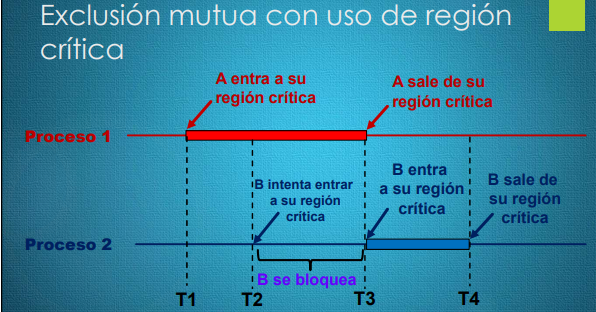 Exclusión mutua con uso de región
crítica
A entra a su
región crítica
A sale de su
región crítica
Proceso 1
B intenta entrar
a su región
crítica
B entra
a su región
crítica
B sale de
su región
crítica
Proceso 2
B se bloquea
T1
T2
T3
T4